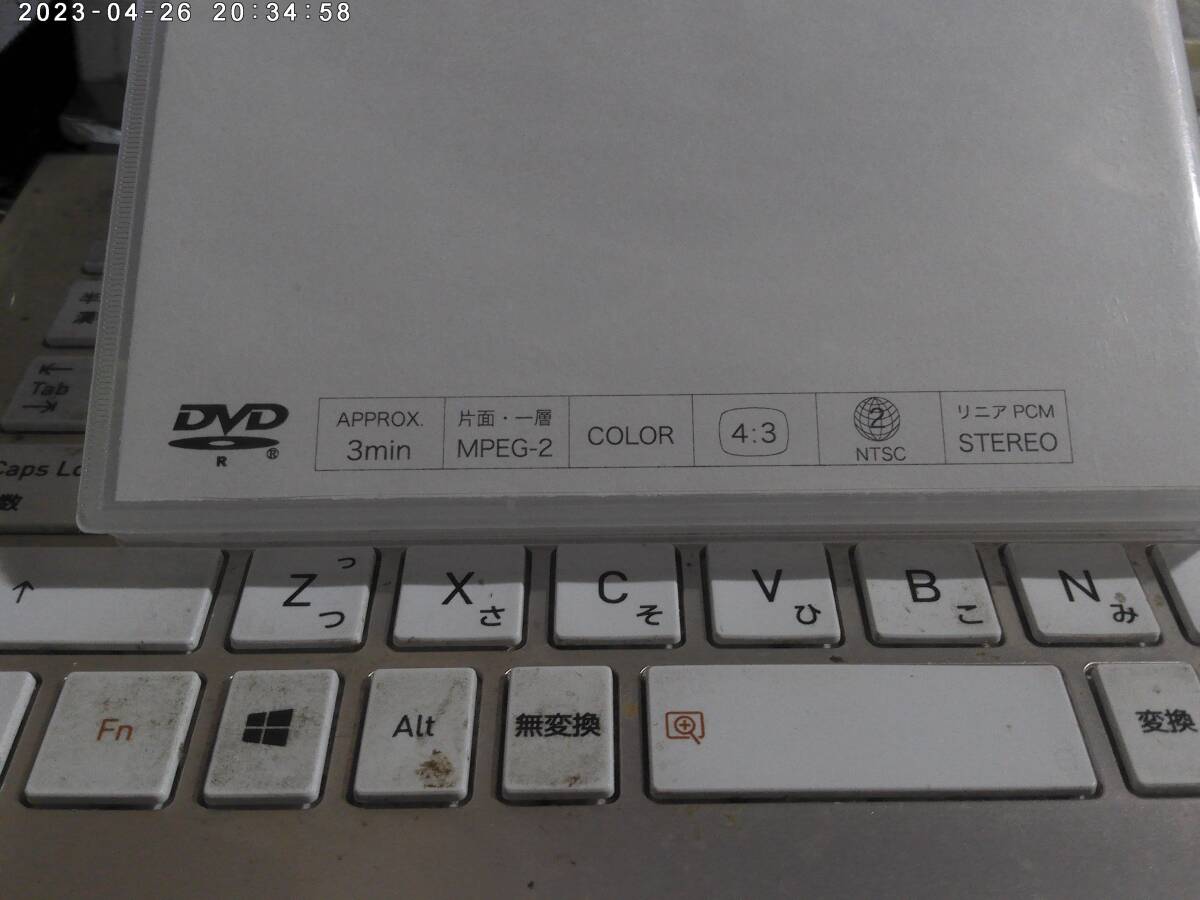 2023-04-26 20:34:58
Tab
DVD
R ®
APPROX.
3min
片面・一層
MPEG-2
COLOR
4:3
2
NTSC
リニア PCM
STEREO
Caps Lo
数
↑
Z っ
つ
X
さ
C
そ
V
ひ
B
こ
N
み
Fn
Alt
無変換
変換